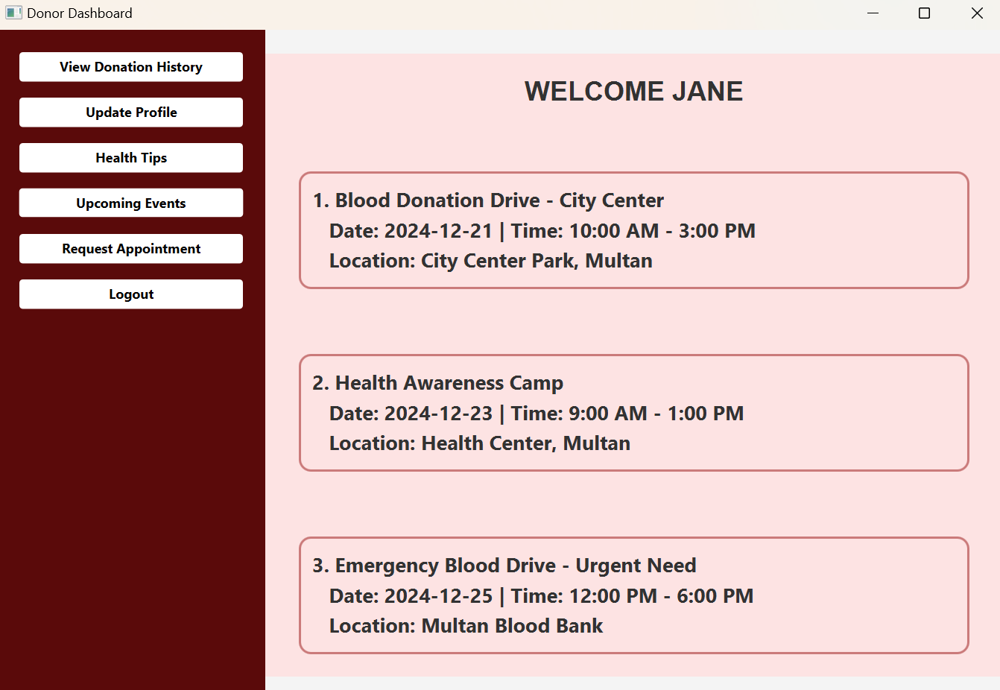 Donor Dashboard
View Donation History
Update Profile
Health Tips
Upcoming Events
Request Appointment
Logout
WELCOME JANE
1. Blood Donation Drive - City Center
Date: 2024-12-21 | Time: 10:00 AM - 3:00 PM
Location: City Center Park, Multan
2. Health Awareness Camp
Date: 2024-12-23 | Time: 9:00 AM - 1:00 PM
Location: Health Center, Multan
3. Emergency Blood Drive - Urgent Need
Date: 2024-12-25 | Time: 12:00 PM - 6:00 PM
Location: Multan Blood Bank